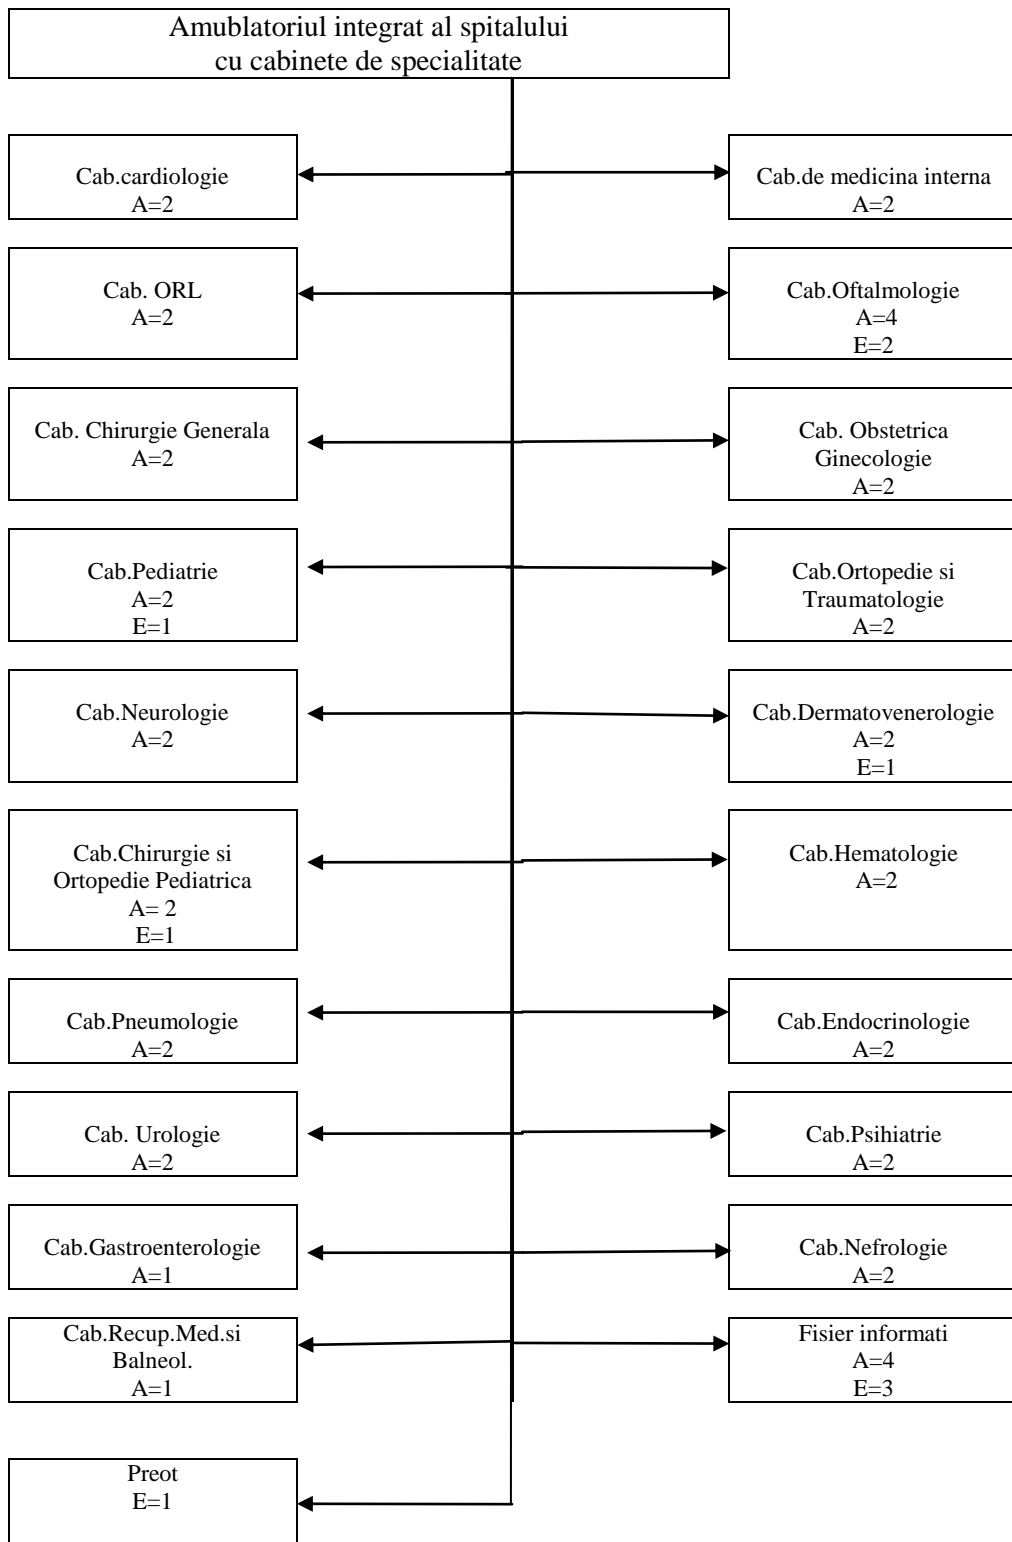 Amublatoriul integrat al spitalului
cu cabinete de specialitate
Cab.cardiologie
A=2
Cab.de medicina interna
A=2
Cab. ORL
A=2
Cab.Oftalmologie
A=4
E=2
Cab. Chirurgie Generala
A=2
Cab. Obstetrica
Ginecologie
A=2
Cab.Pediatrie
A=2
E=1
Cab.Ortopedie si
Traumatologie
A=2
Cab.Neurologie
A=2
Cab.Dermatovenerologie
A=2
E=1
Cab.Chirurgie si
Ortopedie Pediatrica
A= 2
E=1
Cab.Hematologie
A=2
Cab.Pneumologie
A=2
Cab.Endocrinologie
A=2
Cab. Urologie
A=2
Cab.Psihiatrie
A=2
Cab.Gastroenterologie
A=1
Cab.Nefrologie
A=2
Cab.Recup.Med.si
Balneol.
A=1
Fisier informati
A=4
E=3
Preot
E=1